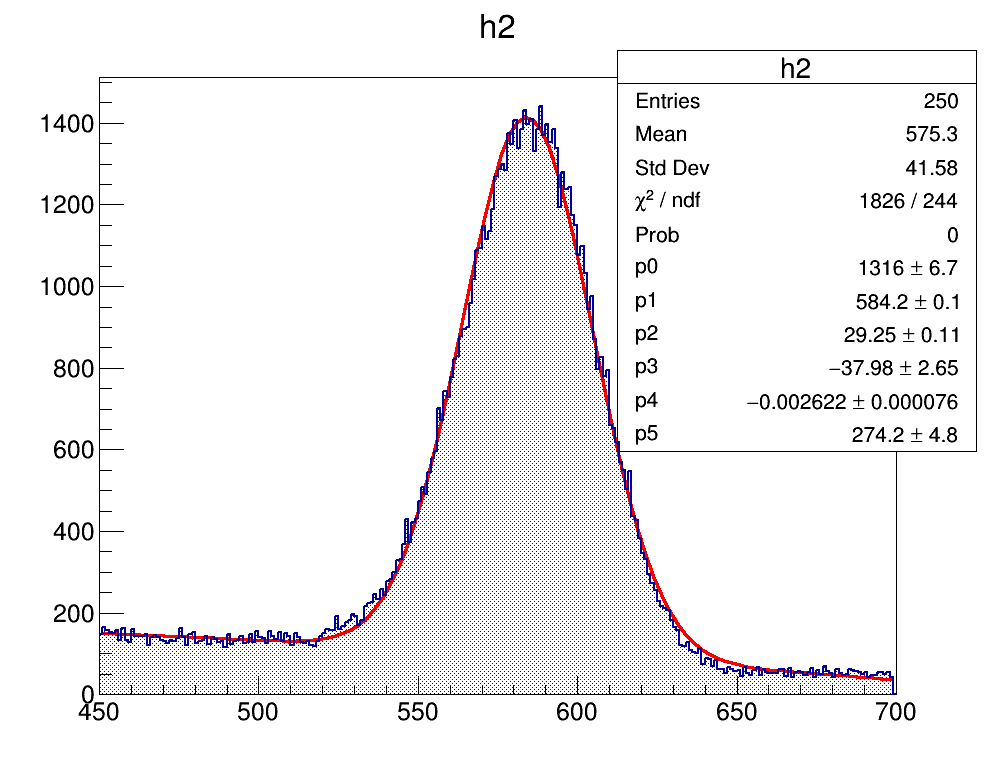 h2
h2
Entries 250
Mean 575.3
Std Dev 41.58
χ² / ndf 1826 / 244
Prob 0
p0 1316 ± 6.7
p1 584.2 ± 0.1
p2 29.25 ± 0.11
p3 −37.98 ± 2.65
p4 −0.002622 ± 0.000076
p5 274.2 ± 4.8
1400
1200
1000
800
600
400
200
0
450 500 550 600 650 700